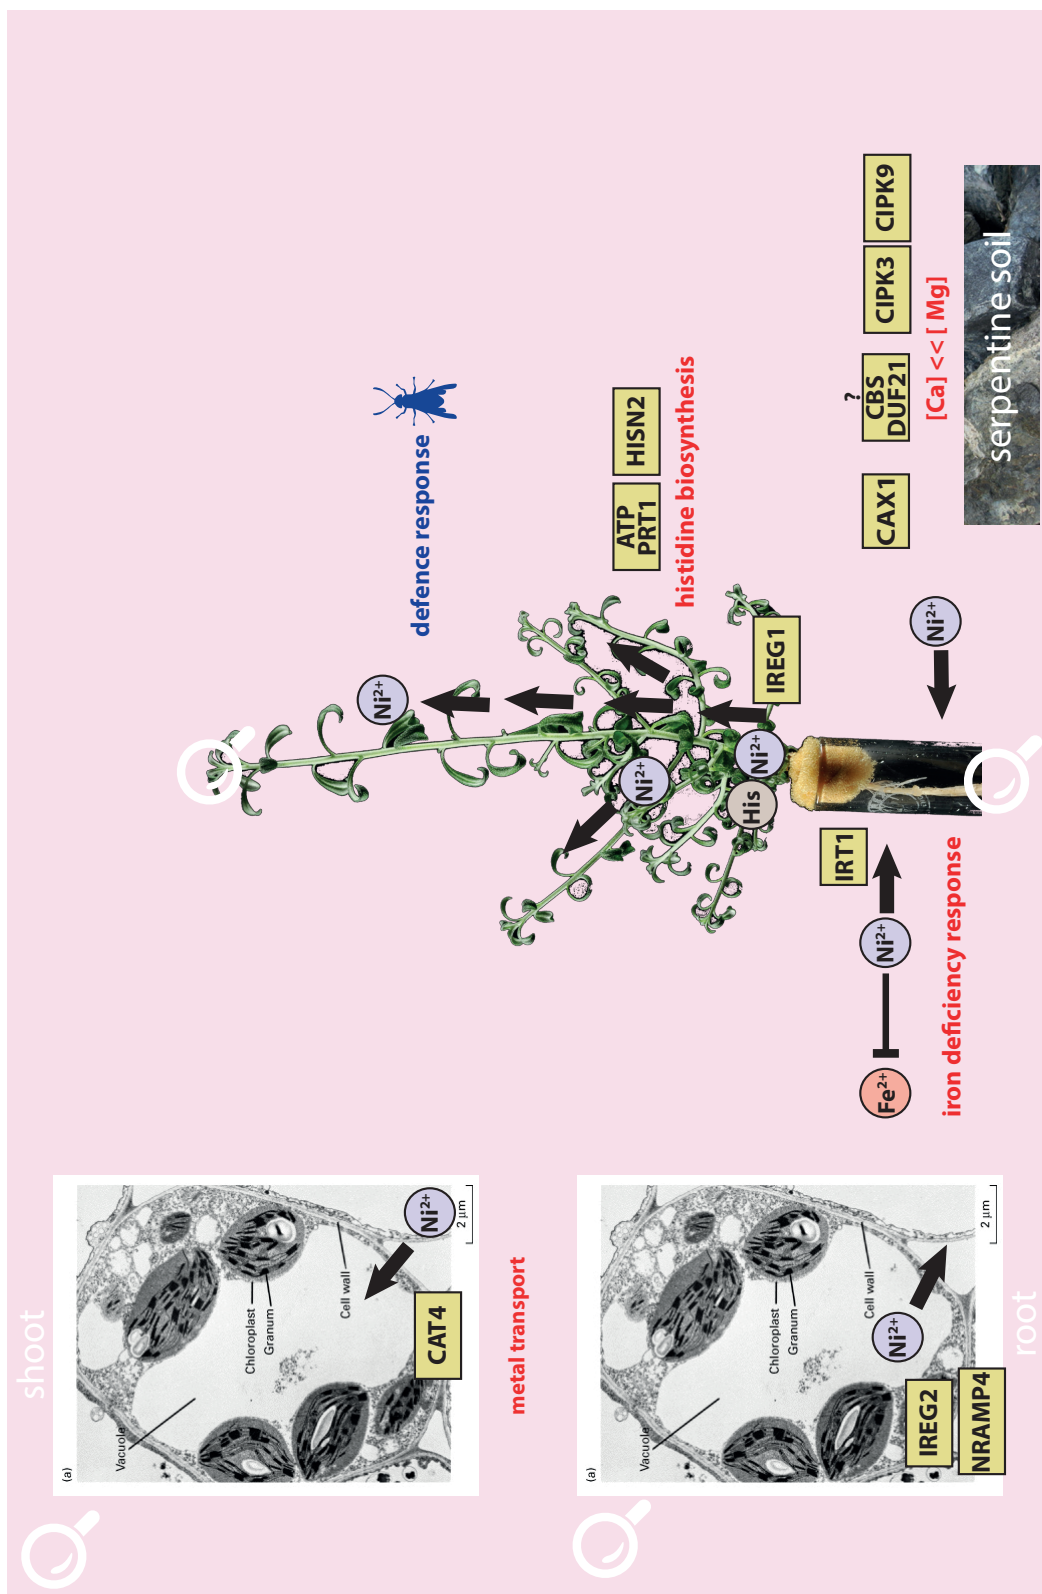 shoot
(a)
Vacuole
Chloroplast
Granum
Cell wall
Ni2+
2 µm
CAT4
metal transport
(a)
Vacuole
Chloroplast
Granum
Cell wall
Ni2+
2 µm
IREG2
NRAMP4
root
defence response
Ni2+
Ni2+
ATP
PRT1
HISN2
histidine biosynthesis
IREG1
His
Ni2+
Fe2+
Ni2+
IRT1
iron deficiency response
Ni2+
CAX1
?
CBS
DUF21
CIPK3
CIPK9
[Ca] << [ Mg]
serpentine soil